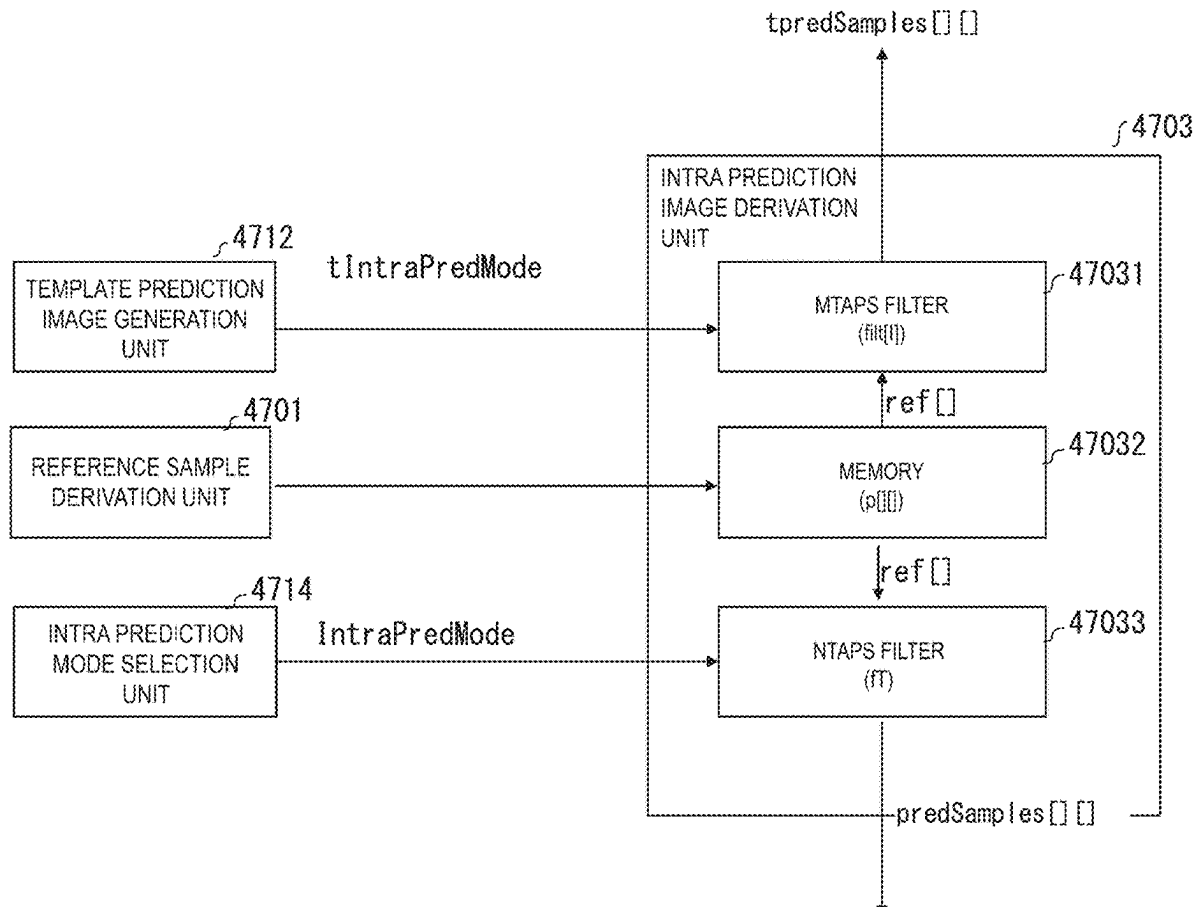 tpredSamples[][]
4703
INTRA PREDICTION
IMAGE DERIVATION
UNIT
4712
TEMPLATE PREDICTION
IMAGE GENERATION
UNIT
tIntraPredMode
47031
MTAPS FILTER
(filt[f])
ref[]
4701
REFERENCE SAMPLE
DERIVATION UNIT
47032
MEMORY
(p[][])
ref[]
4714
INTRA PREDICTION
MODE SELECTION
UNIT
IntraPredMode
47033
NTAPS FILTER
(fT)
predSamples[][]